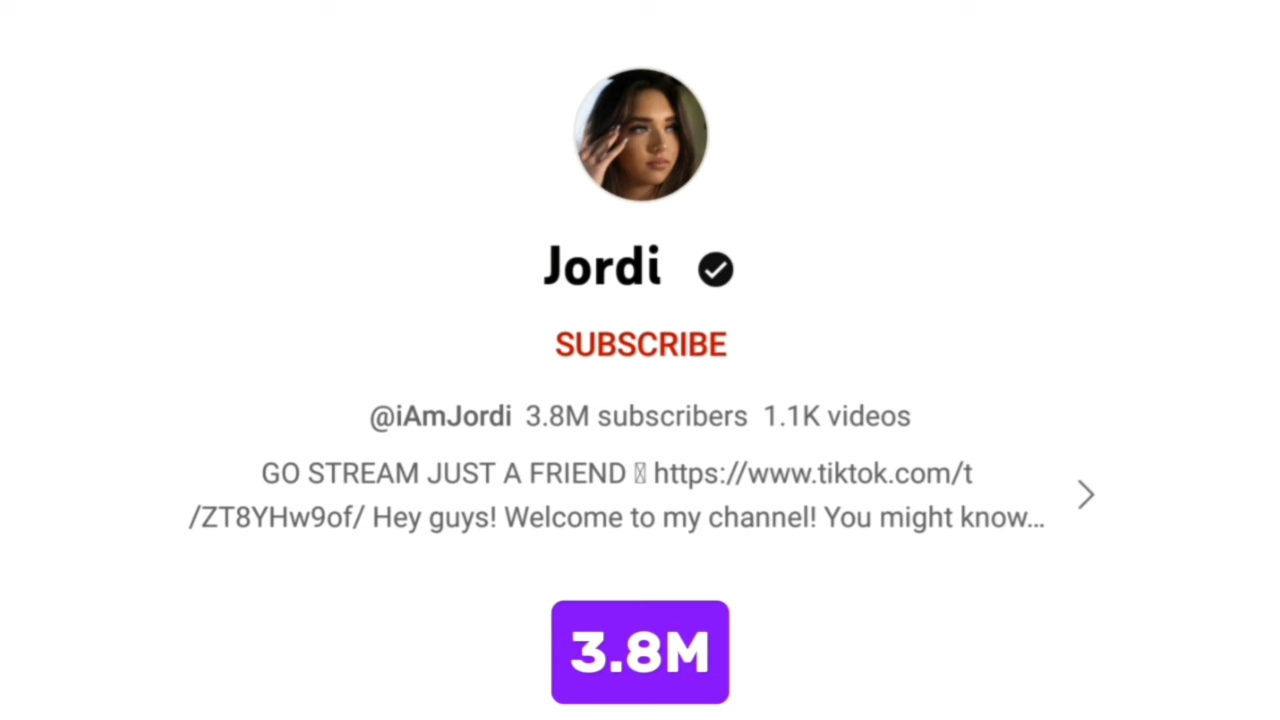 Jordi
SUBSCRIBE
@iAmJordi 3.8M subscribers 1.1K videos
GO STREAM JUST A FRIEND https://www.tiktok.com/t
/ZT8YHw9of/ Hey guys! Welcome to my channel! You might know...
3.8M